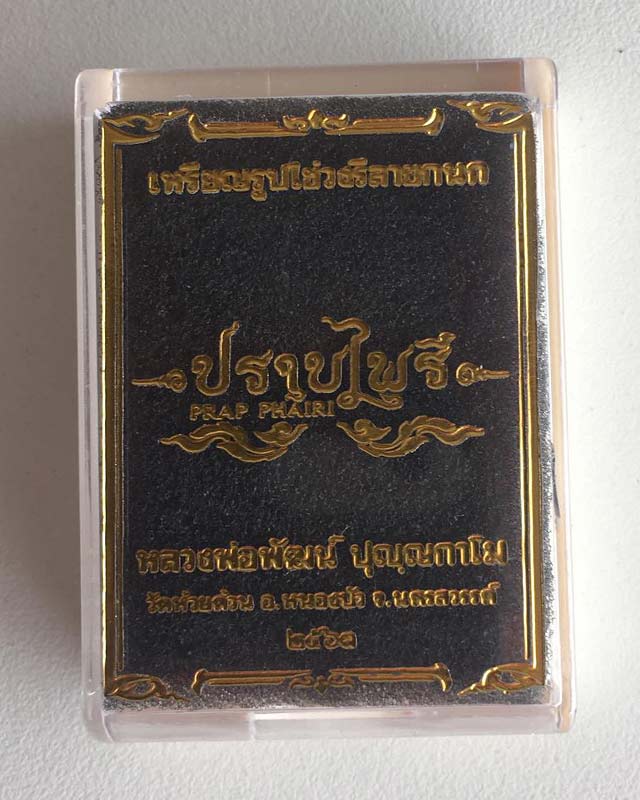 เหรียญรูปไข่วงรีลายกนก
ปราบไพรี
PRAP PHAIRI
หลวงพ่อพัฒน์ ปุญฺญกาโม
วัดห้วยด้วน อ.หนองบัว จ.นครสวรรค์
๒๕๖๑